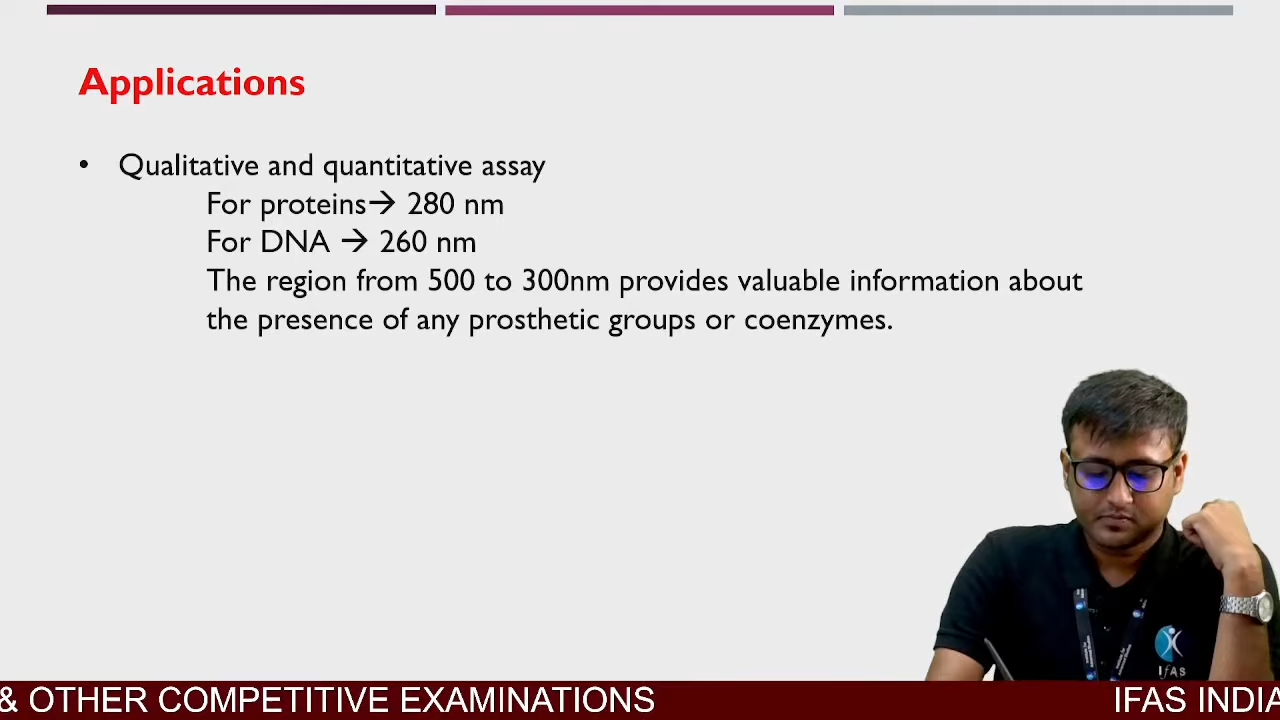 Applications
• Qualitative and quantitative assay
For proteins→ 280 nm
For DNA → 260 nm
The region from 500 to 300nm provides valuable information about
the presence of any prosthetic groups or coenzymes.
IFAS
& OTHER COMPETITIVE EXAMINATIONS
IFAS INDIA